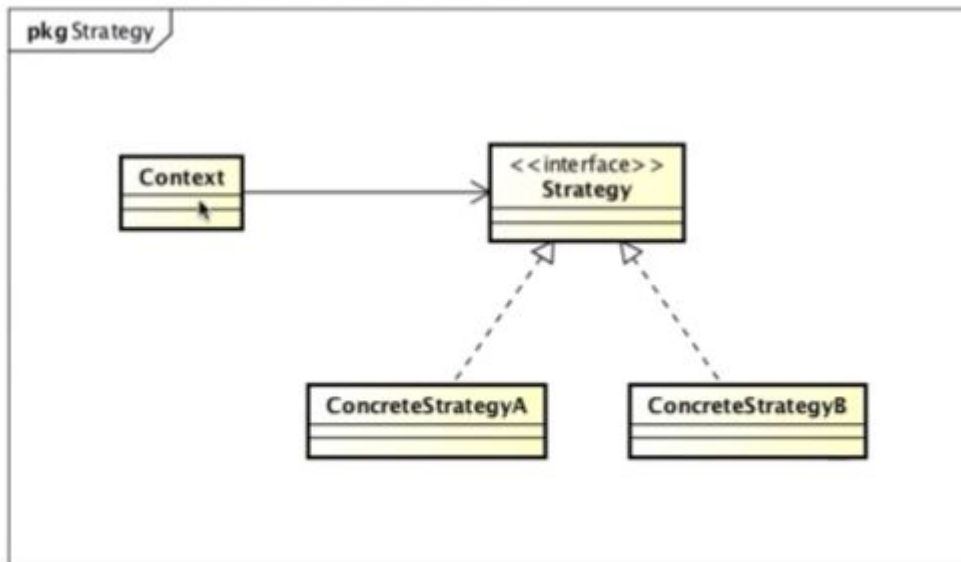 pkg Strategy
Context
<<interface>>
Strategy
ConcreteStrategyA
ConcreteStrategyB